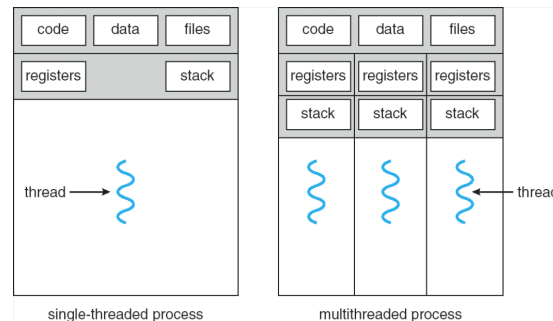 code data files
registers stack
thread
single-threaded process
code data files
registers registers registers
stack stack stack
thread
multithreaded process